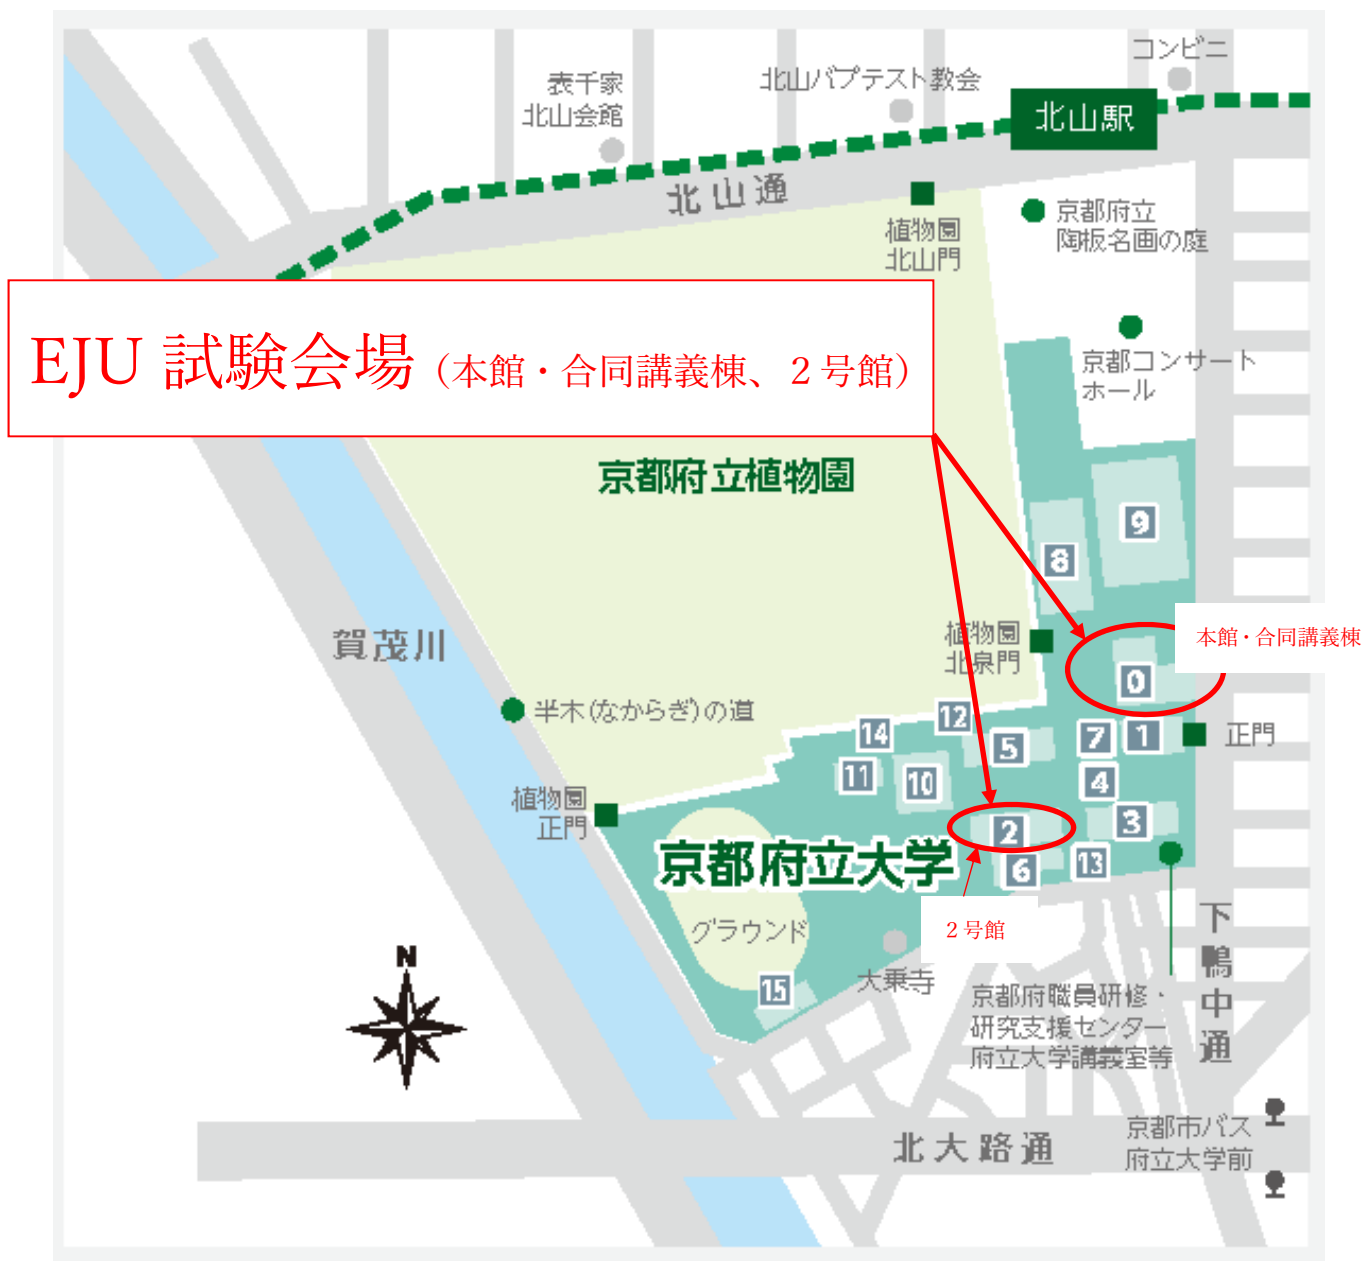 コンビニ
表千家
北山会館
北山バプテスト教会
北山駅
北山通
植物園
北山門
京都府立
陶板名画の庭
EJU 試験会場（本館・合同講義棟、２号館）
京都コンサート
ホール
京都府立植物園
9
8
賀茂川
植物園
北泉門
本館・合同講義棟
0
半木(なからぎ)の道
12
14
5
7
1
正門
11
10
4
植物園
正門
2
3
京都府立大学
6
13
２号館
グラウンド
下鴨中通
N
大乗寺
15
京都府職員研修・
研究支援センター
府立大学講義室等
北大路通
京都市バス
府立大学前